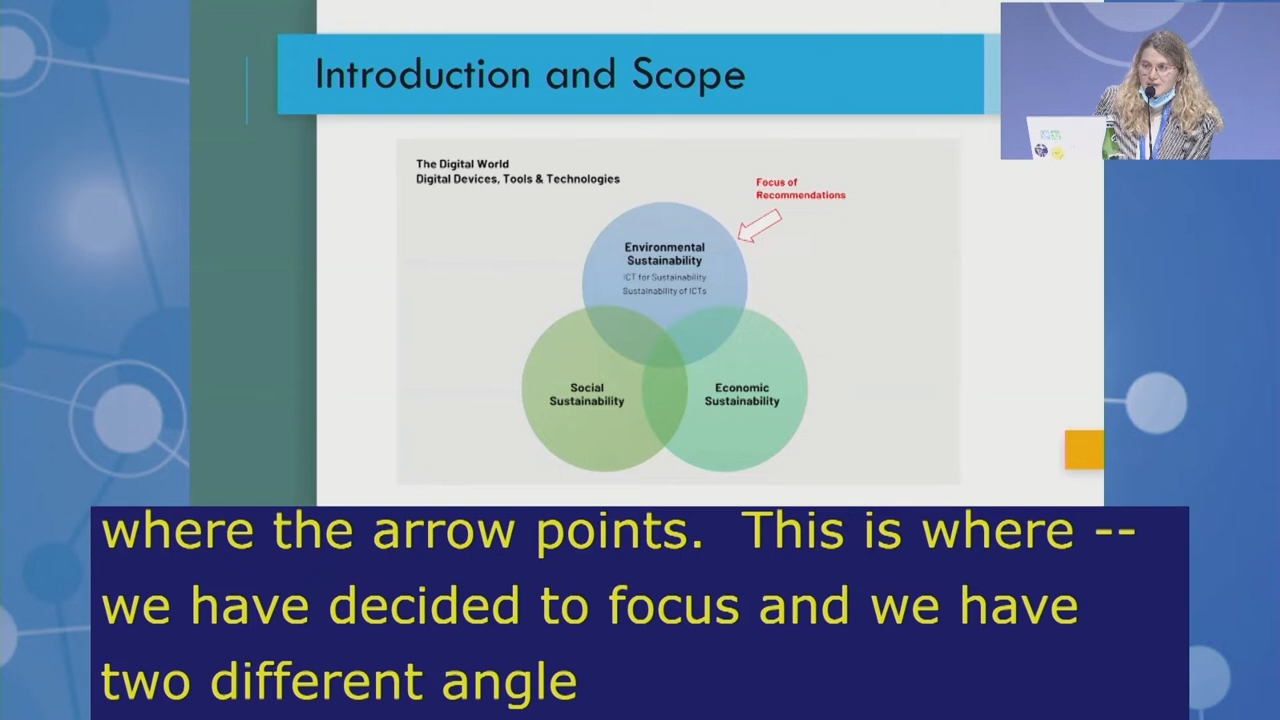 Introduction and Scope
The Digital World
Digital Devices, Tools & Technologies
Focus of
Recommendations
Environmental
Sustainability
ICT for Sustainability
Sustainability of ICTs
Social
Sustainability
Economic
Sustainability
where the arrow points.  This is where --
we have decided to focus and we have
two different angle